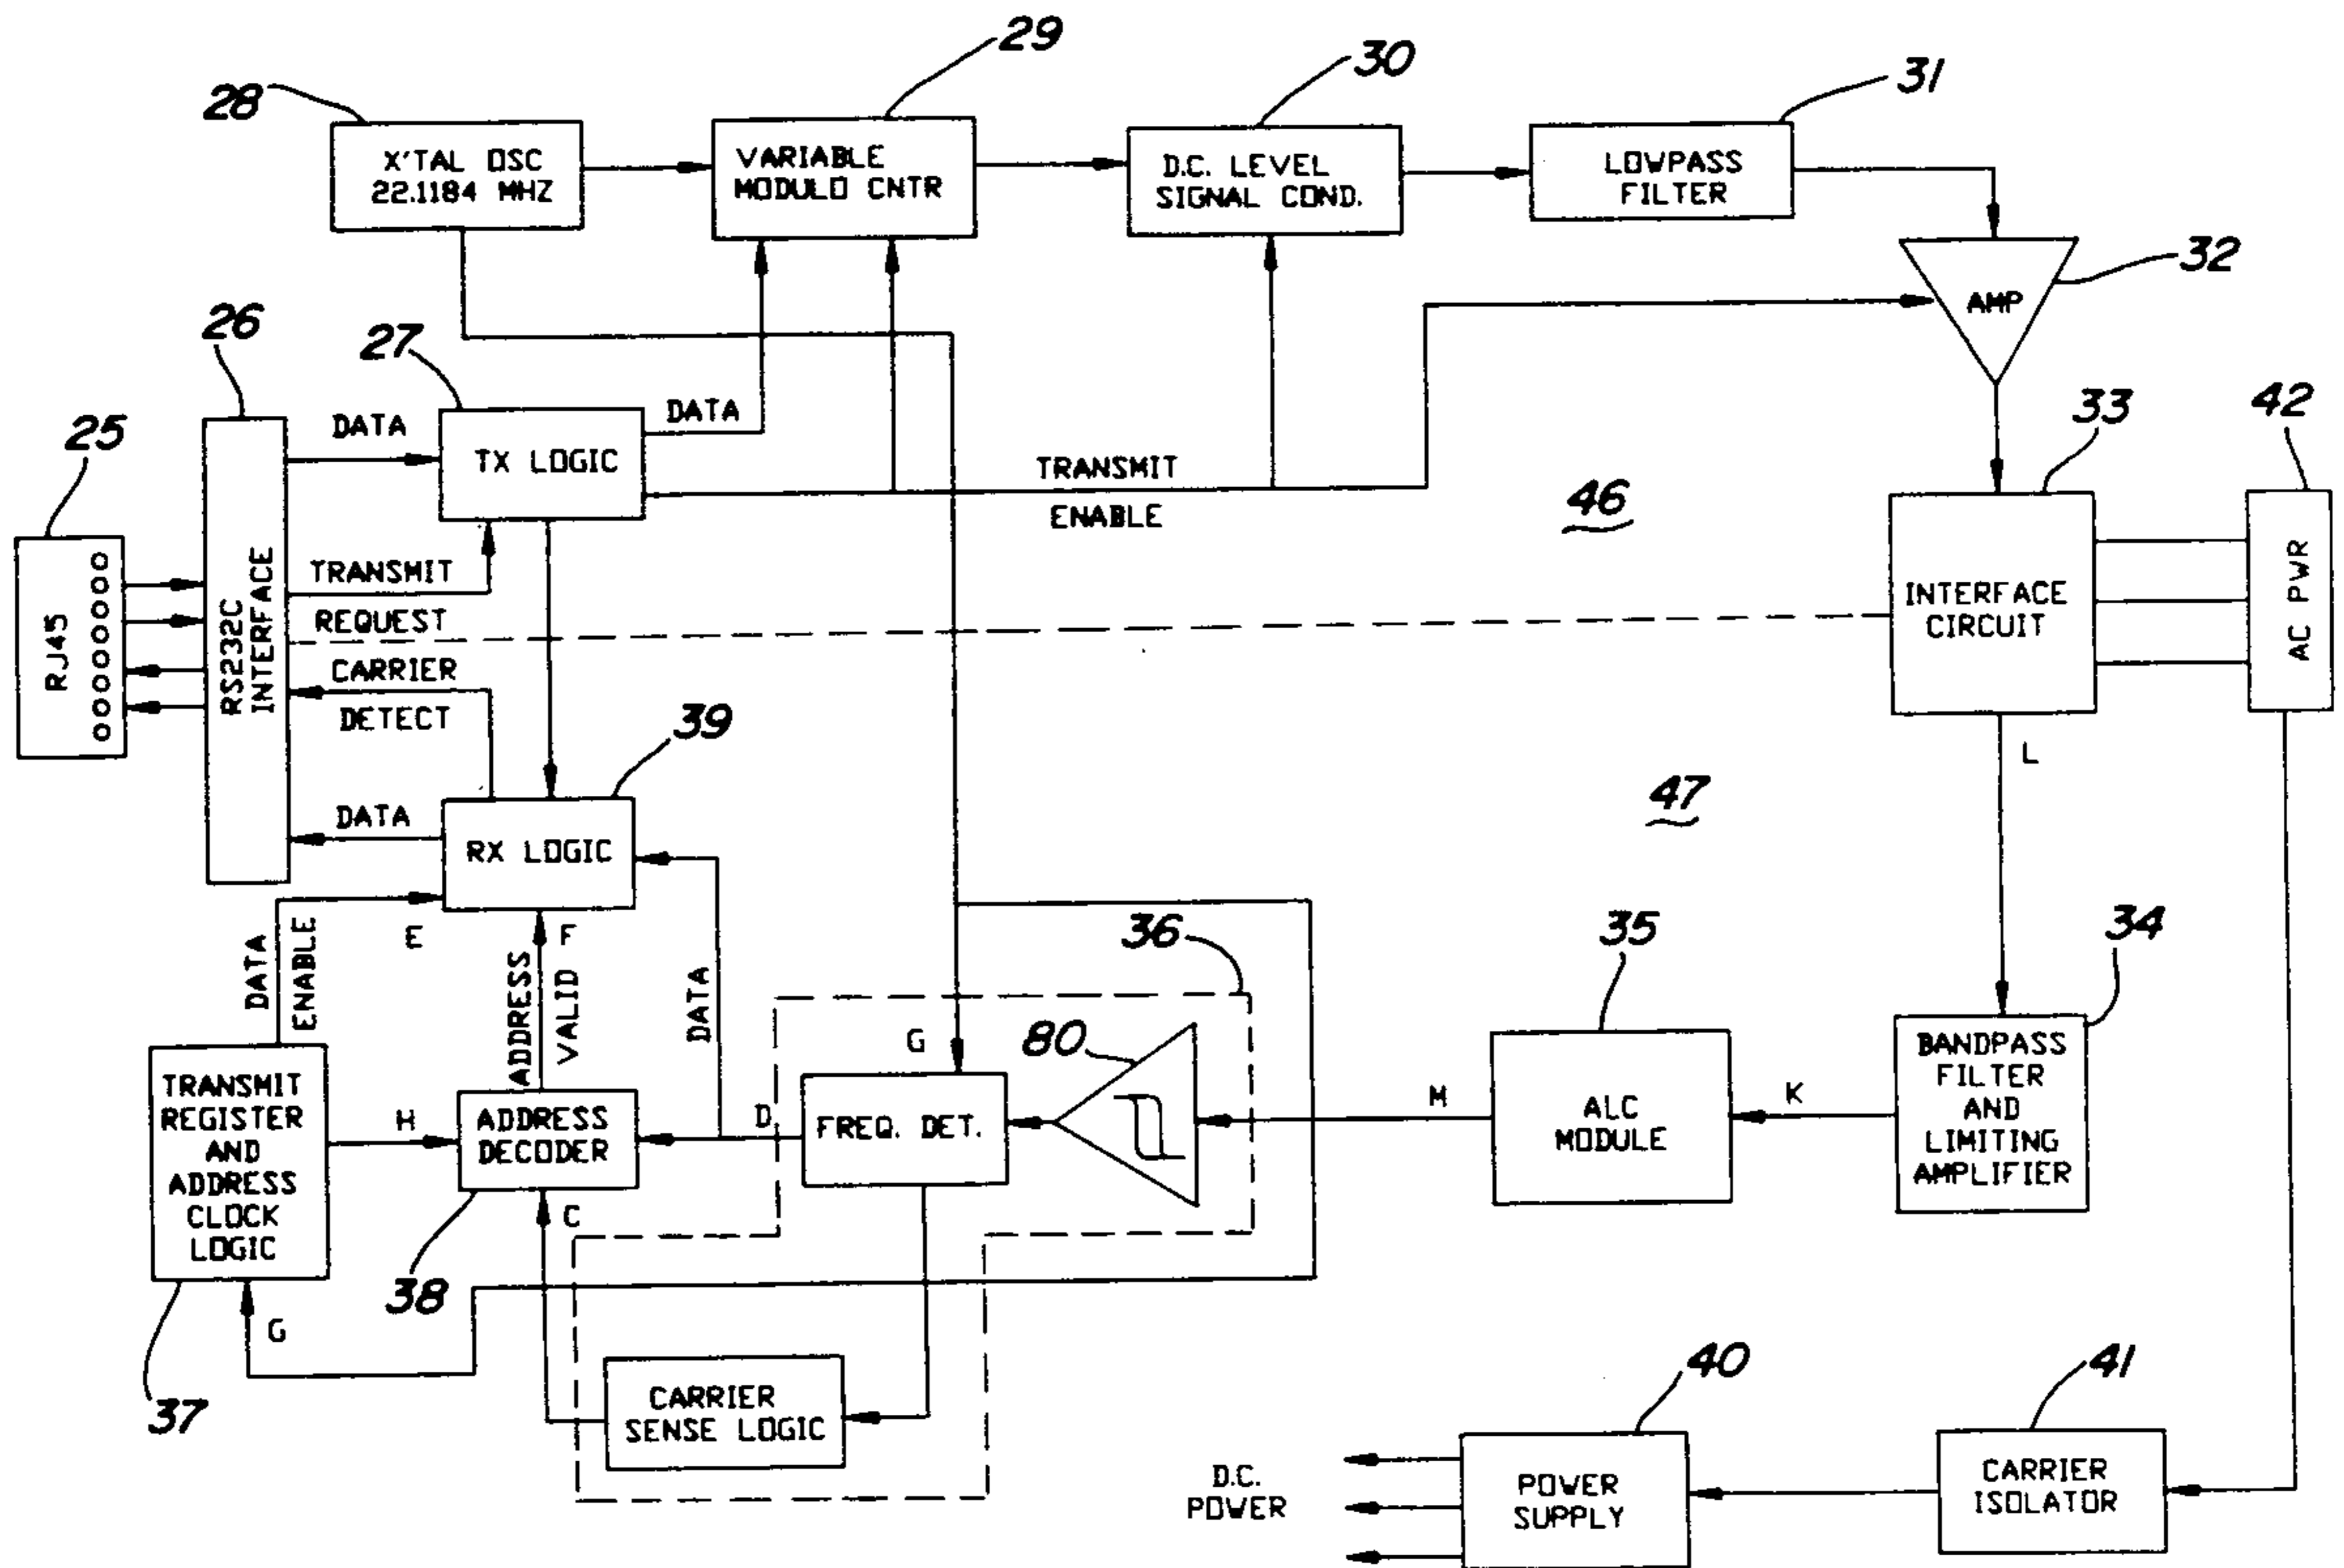 29
30
31
28
X'TAL OSC
22.1184 MHZ
VARIABLE
MODULO CNTR
D.C. LEVEL
SIGNAL COND.
LOWPASS
FILTER
32
AMP
26
27
25
DATA
TX LOGIC
DATA
TRANSMIT
ENABLE
46
33
42
RJ45
RS232C
INTERFACE
TRANSMIT
REQUEST
INTERFACE
CIRCUIT
AC PWR
CARRIER
DETECT
39
L
47
DATA
RX LOGIC
DATA
ENABLE
E
F
ADDRESS
VALID
DATA
36
35
34
G
80
TRANSMIT
REGISTER
AND
ADDRESS
CLOCK
LOGIC
H
ADDRESS
DECODER
D
FREQ. DET.
M
ALC
MODULE
K
BANDPASS
FILTER
AND
LIMITING
AMPLIFIER
C
38
G
37
CARRIER
SENSE LOGIC
40
41
D.C.
POWER
POWER
SUPPLY
CARRIER
ISOLATOR